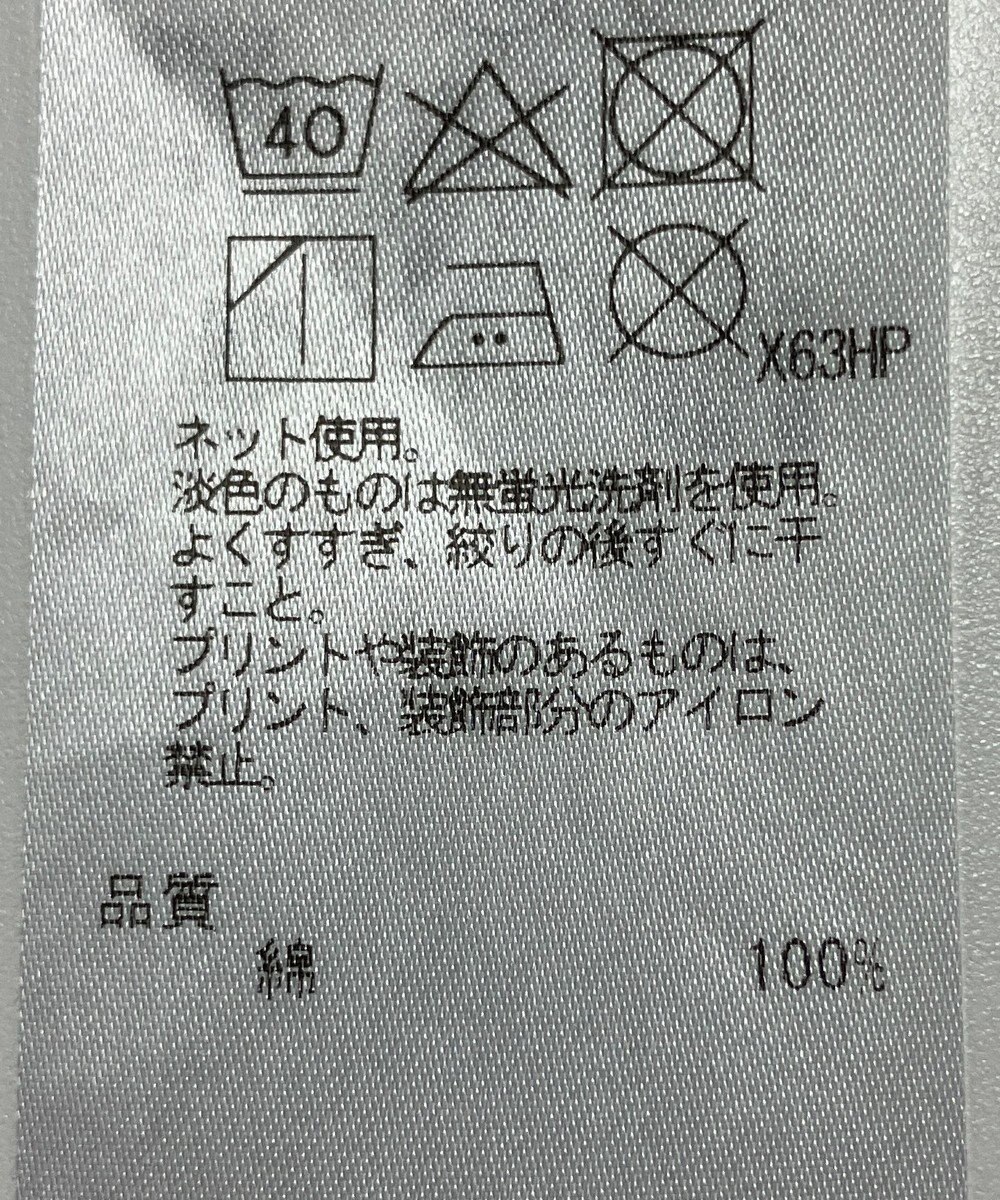 40
X63HP
ネット使用。
淡色のものは無蛍光洗剤を使用。
よくすすぎ、絞りの後すぐに干
すこと。
プリントや装飾のあるものは、
プリント、装飾部分のアイロン
禁止。
品質
綿 100%